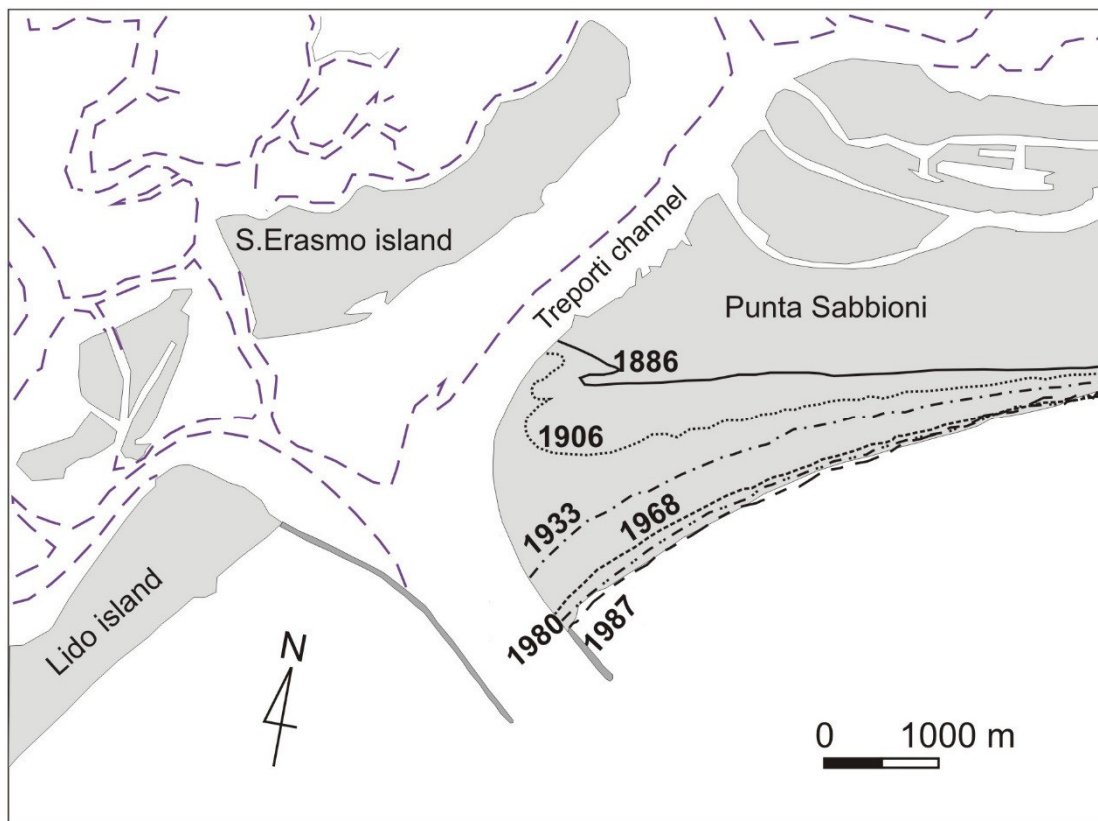 S.Erasmo island
Treporti channel
Punta Sabbioni
1886
1906
1933
1968
1980
1987
Lido island
N
0 1000 m